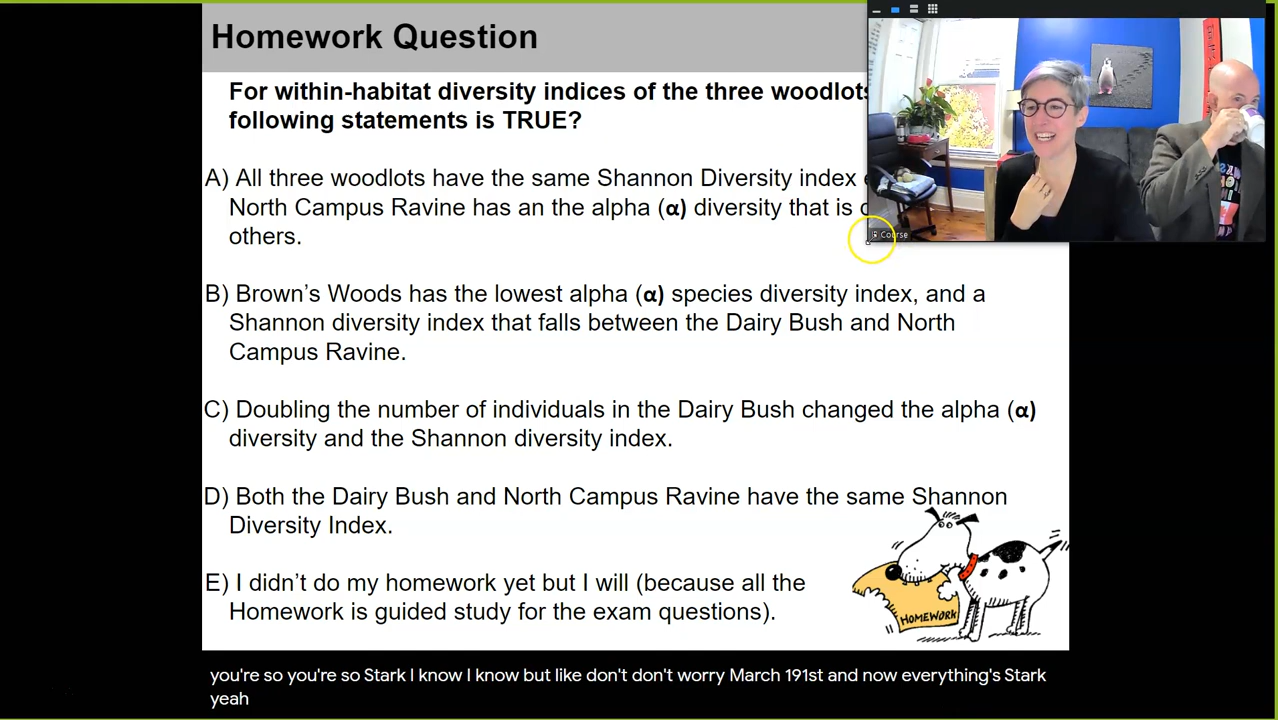 Homework Question
For within-habitat diversity indices of the three woodlots
following statements is TRUE?
A) All three woodlots have the same Shannon Diversity index
North Campus Ravine has an the alpha (α) diversity that is
others.
Course
B) Brown's Woods has the lowest alpha (α) species diversity index, and a
Shannon diversity index that falls between the Dairy Bush and North
Campus Ravine.
C) Doubling the number of individuals in the Dairy Bush changed the alpha (α)
diversity and the Shannon diversity index.
D) Both the Dairy Bush and North Campus Ravine have the same Shannon
Diversity Index.
E) I didn't do my homework yet but I will (because all the
Homework is guided study for the exam questions).
HOMEWORK
you're so you're so Stark I know I know but like don't don't worry March 191st and now everything's Stark
yeah